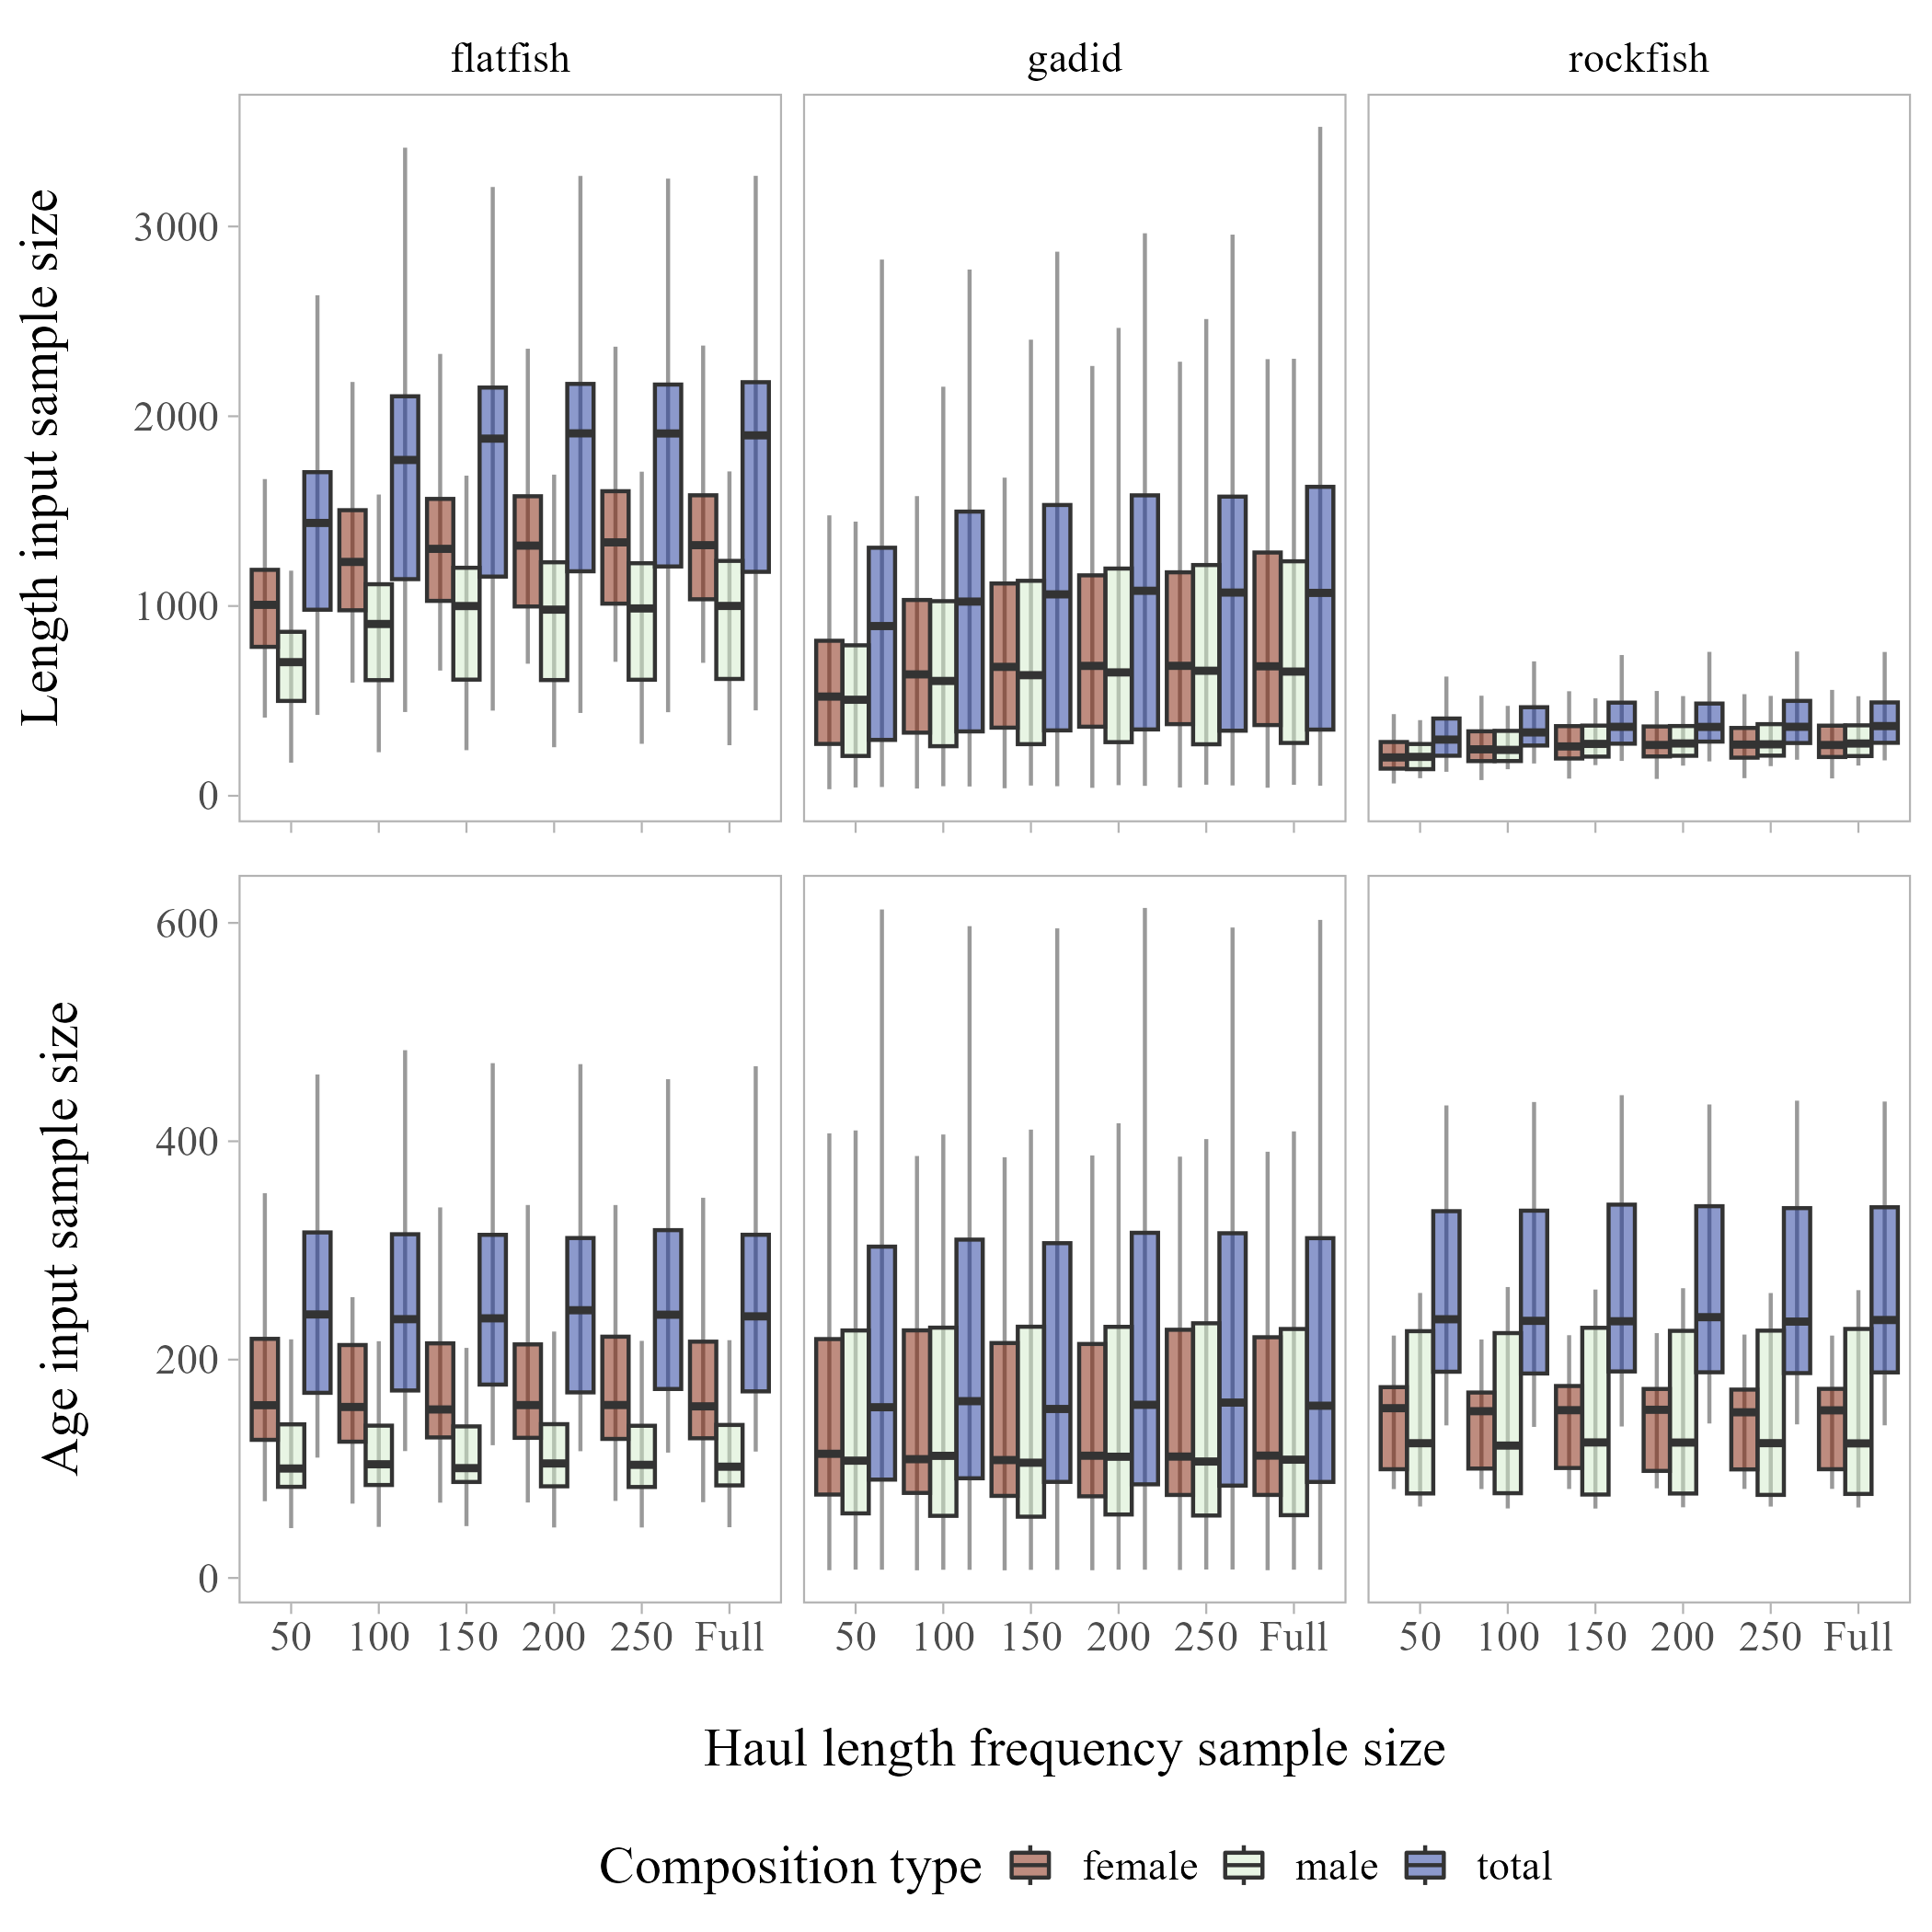 flatfish gadid rockfish
Length input sample size
3000
2000
1000
0
Age input sample size
600
400
200
0
50 100 150 200 250 Full 50 100 150 200 250 Full 50 100 150 200 250 Full
Haul length frequency sample size
Composition type female male total